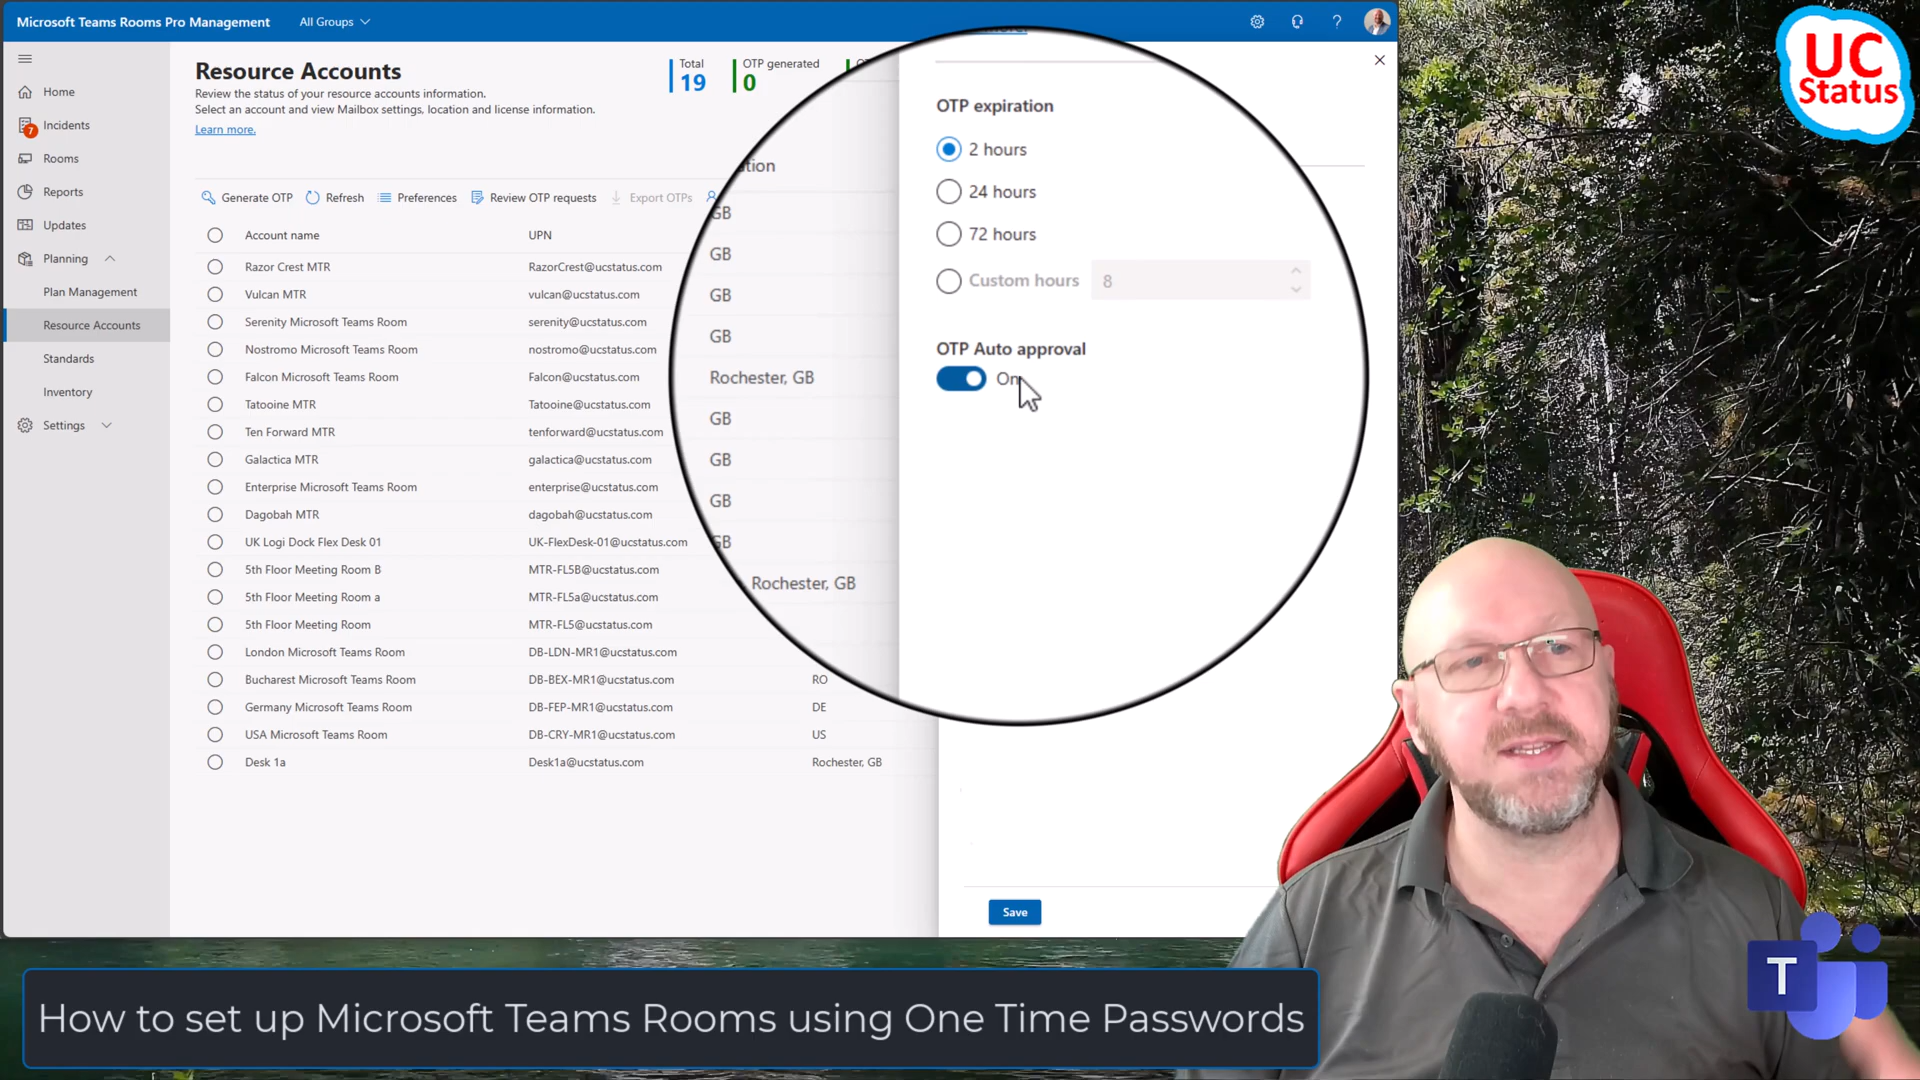 Microsoft Teams Rooms Pro Management
All Groups
UC
Status
Home
7
Incidents
Rooms
Reports
Updates
Planning
Plan Management
Resource Accounts
Standards
Inventory
Settings
Resource Accounts
Review the status of your resource accounts information.
Select an account and view Mailbox settings, location and license information.
Learn more.
Total
19
OTP generated
0
Generate OTP
Refresh
Preferences
Review OTP requests
Export OTPs
Account name UPN
Razor Crest MTR RazorCrest@ucstatus.com
Vulcan MTR vulcan@ucstatus.com
Serenity Microsoft Teams Room serenity@ucstatus.com
Nostromo Microsoft Teams Room nostromo@ucstatus.com
Falcon Microsoft Teams Room Falcon@ucstatus.com
Tatooine MTR Tatooine@ucstatus.com
Ten Forward MTR tenforward@ucstatus.com
Galactica MTR galactica@ucstatus.com
Enterprise Microsoft Teams Room enterprise@ucstatus.com
Dagobah MTR dagobah@ucstatus.com
UK Logi Dock Flex Desk 01 UK-FlexDesk-01@ucstatus.com
5th Floor Meeting Room B MTR-FL5B@ucstatus.com
5th Floor Meeting Room a MTR-FL5a@ucstatus.com
5th Floor Meeting Room MTR-FL5@ucstatus.com
London Microsoft Teams Room DB-LDN-MR1@ucstatus.com
Bucharest Microsoft Teams Room DB-BEX-MR1@ucstatus.com RO
Germany Microsoft Teams Room DB-FEP-MR1@ucstatus.com DE
USA Microsoft Teams Room DB-CRY-MR1@ucstatus.com US
Desk 1a Desk1a@ucstatus.com Rochester, GB
GB
GB
GB
GB
Rochester, GB
GB
GB
GB
GB
Rochester, GB
OTP expiration
2 hours
24 hours
72 hours
Custom hours 8
OTP Auto approval
On
Save
How to set up Microsoft Teams Rooms using One Time Passwords
T